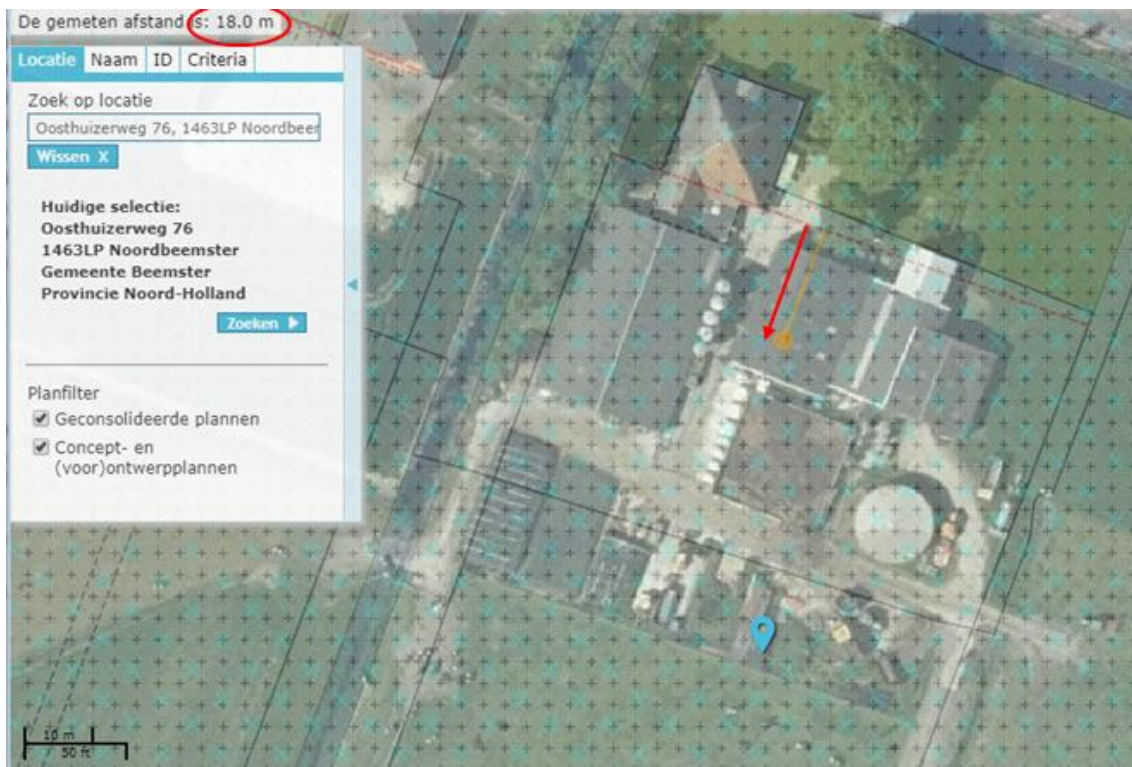 De gemeten afstand is: 18.0 m
Locatie Naam ID Criteria
Zoek op locatie
Oosthuizerweg 76, 1463LP Noordbeer
Wissen X
Huidige selectie:
Oosthuizerweg 76
1463LP Noordbeemster
Gemeente Beemster
Provincie Noord-Holland
Zoeken
Planfilter
Geconsolideerde plannen
Concept- en
(voor)ontwerpplannen
10 m
50 ft